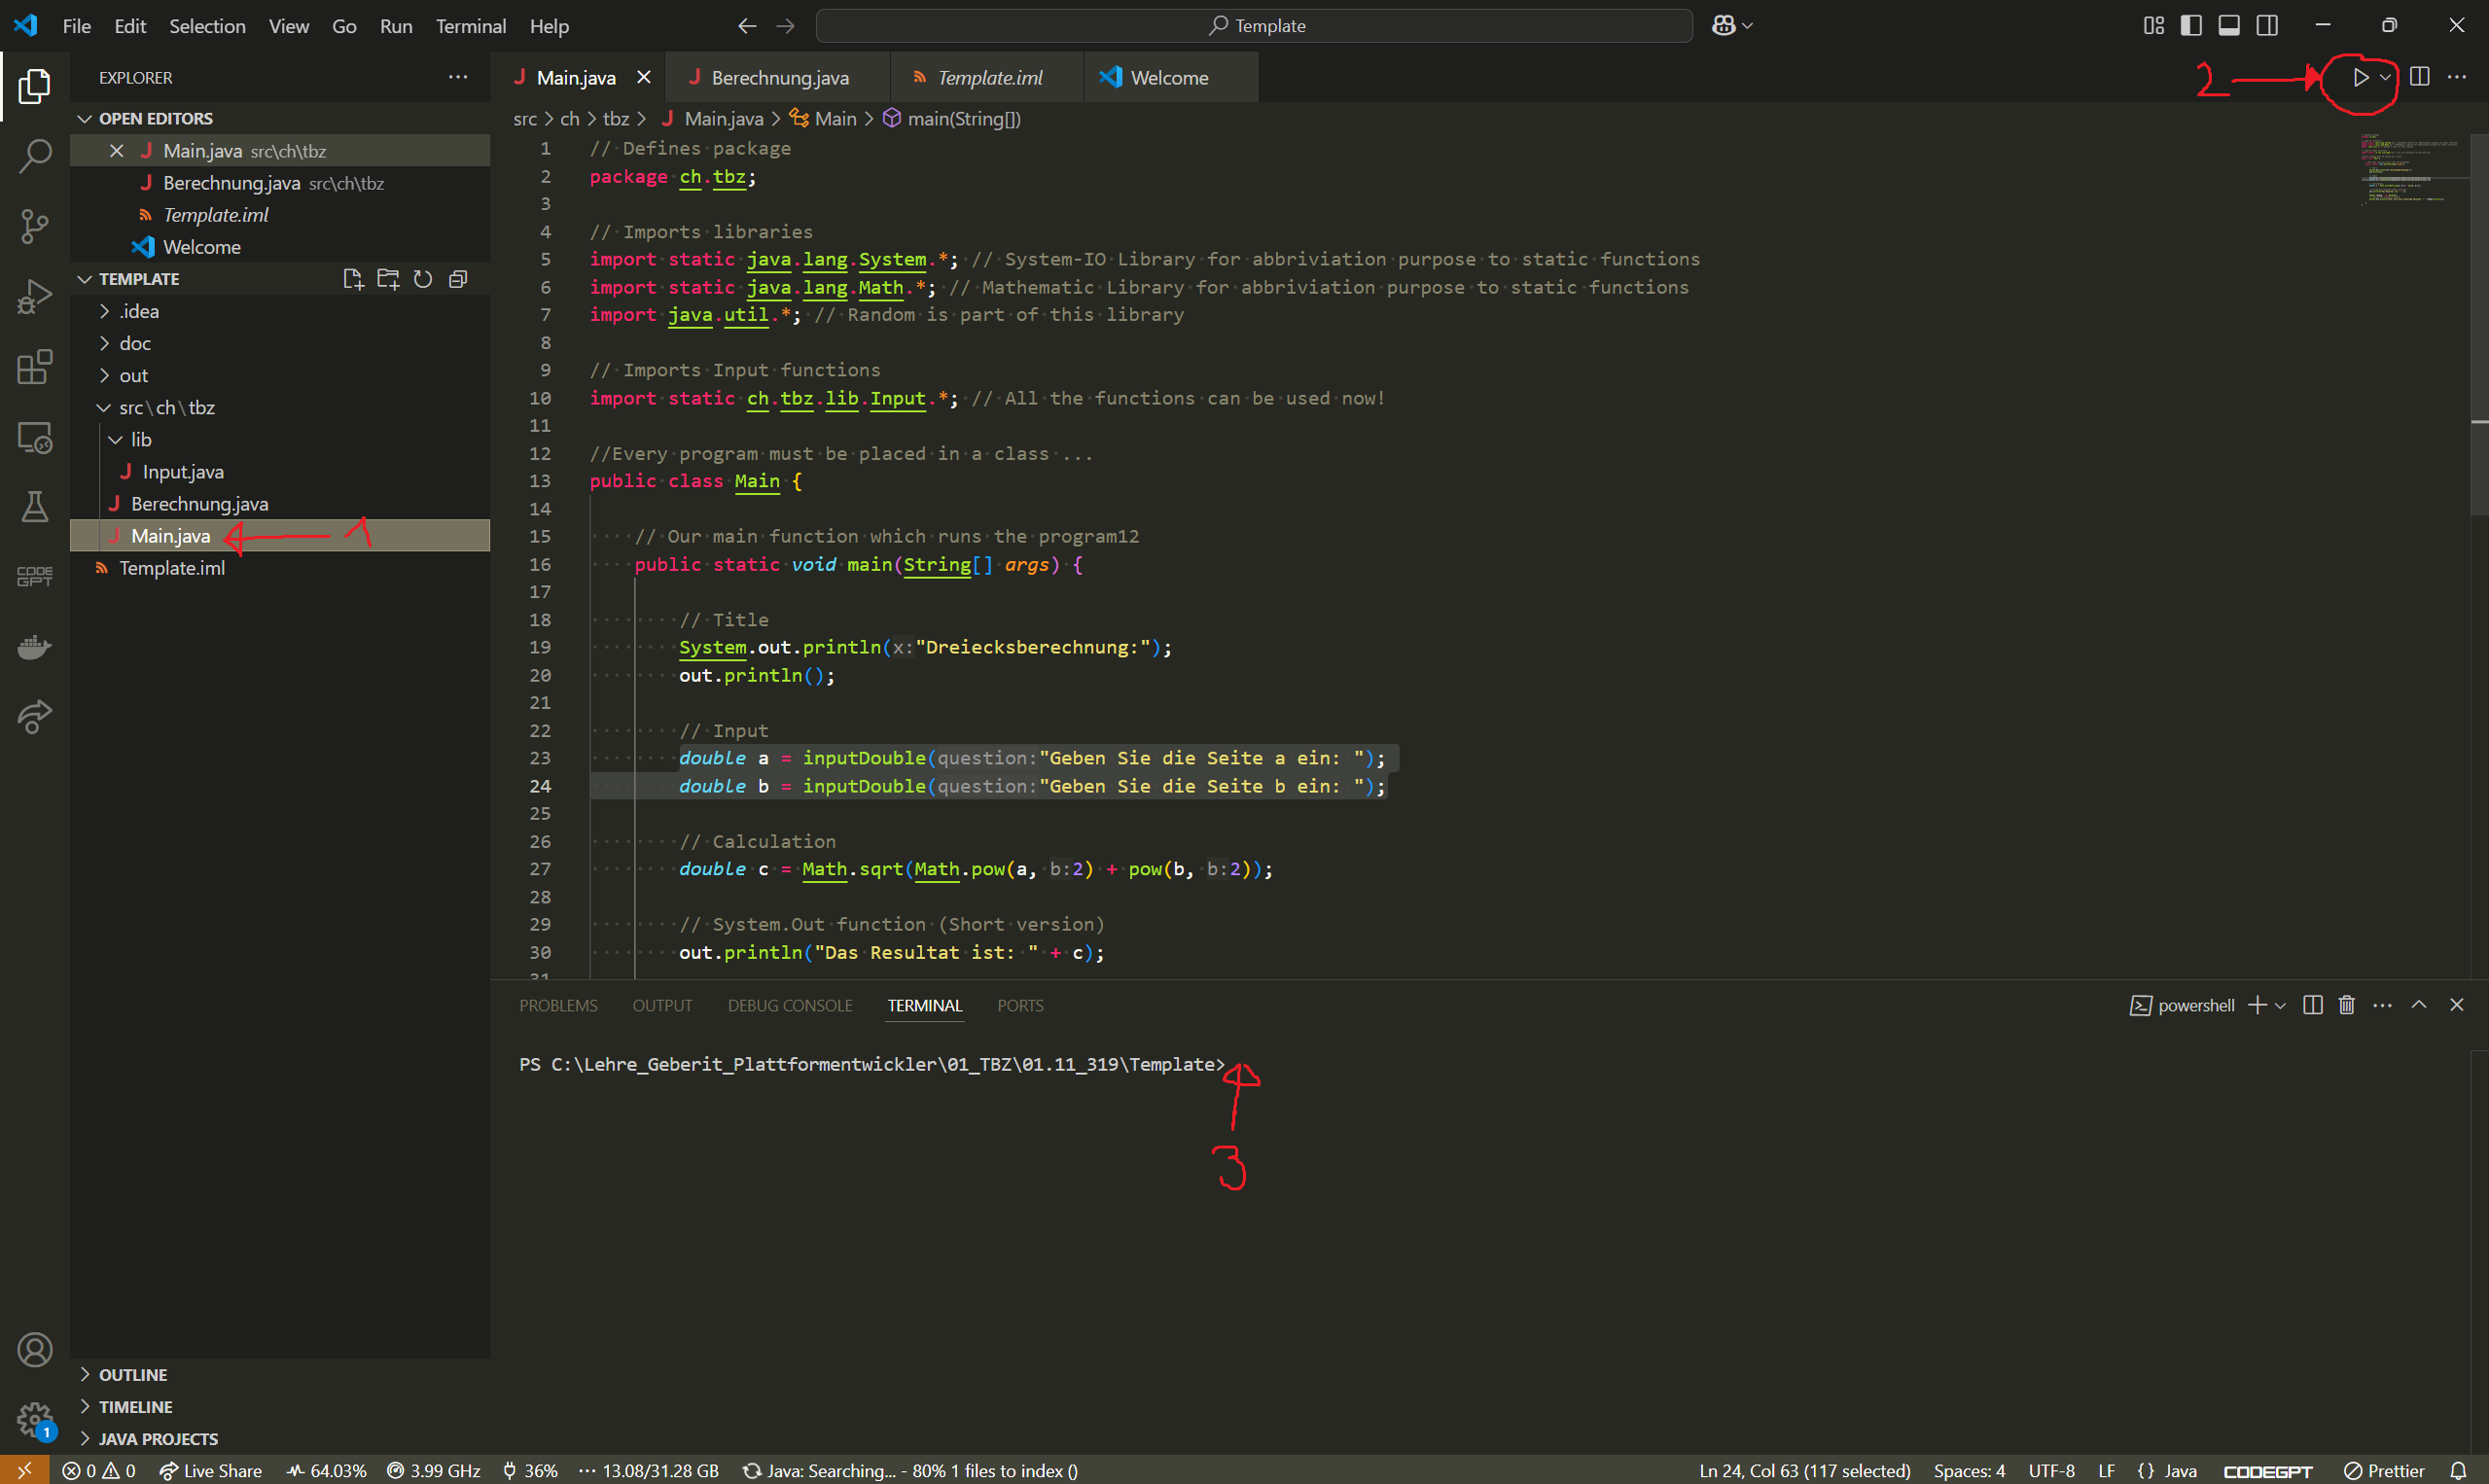 File Edit Selection View Go Run Terminal Help
Template
EXPLORER
OPEN EDITORS
Main.java src\ch\tbz
Berechnung.java src\ch\tbz
Template.iml
Welcome
TEMPLATE
.idea
doc
out
src\ch\tbz
lib
Input.java
Berechnung.java
Main.java
1
Template.iml
OUTLINE
TIMELINE
JAVA PROJECTS
CODE
GPT
1
Main.java Berechnung.java Template.iml Welcome
2
src > ch > tbz > Main.java > Main > main(String[])
1 // Defines package
2 package ch.tbz;
3
4 // Imports libraries
5 import static java.lang.System.*; // System-IO Library for abbriviation purpose to static functions
6 import static java.lang.Math.*; // Mathematic Library for abbriviation purpose to static functions
7 import java.util.*; // Random is part of this library
8
9 // Imports Input functions
10 import static ch.tbz.lib.Input.*; // All the functions can be used now!
11
12 //Every program must be placed in a class ...
13 public class Main {
14
15 // Our main function which runs the program12
16 public static void main(String[] args) {
17
18 // Title
19 System.out.println(x:"Dreiecksberechnung:");
20 out.println();
21
22 // Input
23 double a = inputDouble(question:"Geben Sie die Seite a ein: ");
24 double b = inputDouble(question:"Geben Sie die Seite b ein: ");
25
26 // Calculation
27 double c = Math.sqrt(Math.pow(a, b:2) + pow(b, b:2));
28
29 // System.Out function (Short version)
30 out.println("Das Resultat ist: " + c);
31
PROBLEMS OUTPUT DEBUG CONSOLE TERMINAL PORTS
powershell
PS C:\Lehre_Geberit_Plattformentwickler\01_TBZ\01.11_319\Template>
3
0 0 Live Share 64.03% 3.99 GHz 36% 13.08/31.28 GB Java: Searching... - 80% 1 files to index () Ln 24, Col 63 (117 selected) Spaces: 4 UTF-8 LF {} Java CODEGPT Prettier